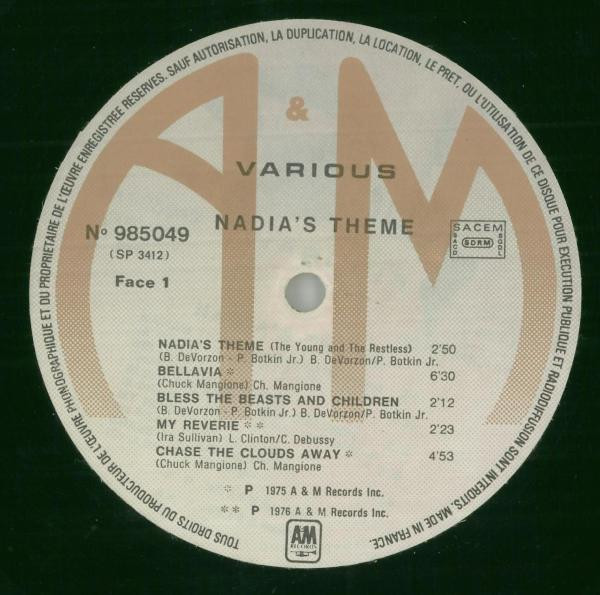 TOUS DROITS DU PRODUCTEUR DE L'ŒUVRE PHONOGRAPHIQUE ET DU PROPRIETAIRE DE L'ŒUVRE ENREGISTREE RESERVES. SAUF AUTORISATION, LA DUPLICATION, LA LOCATION, LE PRET, OU L'UTILISATION DE CE DISQUE POUR EXECUTION PUBLIQUE ET RADIODIFFUSION SONT INTERDITS. MADE IN FRANCE.
A & M
VARIOUS
NADIA'S THEME
Nº 985049
(SP 3412)
Face 1
SACEM
SACD SDRM SGDL
NADIA'S THEME (The Young and The Restless) 2'50
(B. DeVorzon - P. Botkin Jr.) B. DeVorzon/P. Botkin Jr.
BELLAVIA * 6'30
(Chuck Mangione) Ch. Mangione
BLESS THE BEASTS AND CHILDREN 2'12
(B. DeVorzon - P. Botkin Jr.) B. DeVorzon/P. Botkin Jr.
MY REVERIE ** 2'23
(Ira Sullivan) L. Clinton/C. Debussy
CHASE THE CLOUDS AWAY * 4'53
(Chuck Mangione) Ch. Mangione
* P 1975 A & M Records Inc.
** P 1976 A & M Records Inc.
A&M
RECORDS